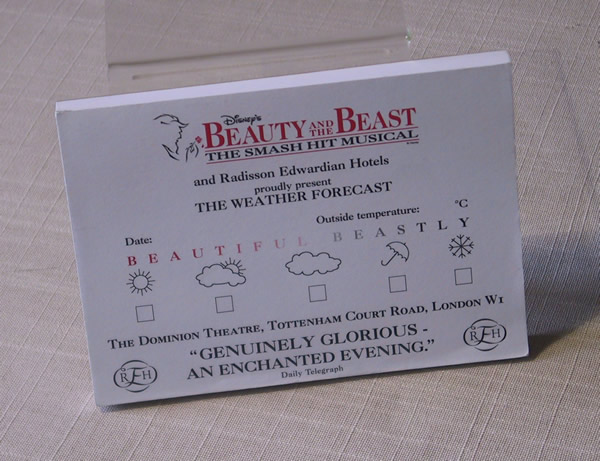 Disney's
BEAUTY AND THE BEAST
THE SMASH HIT MUSICAL
and Radisson Edwardian Hotels
proudly present
THE WEATHER FORECAST
Date: Outside temperature: °C
BEAUTIFUL BEASTLY
THE DOMINION THEATRE, TOTTENHAM COURT ROAD, LONDON W1
"GENUINELY GLORIOUS -
AN ENCHANTED EVENING."
Daily Telegraph
REH REH